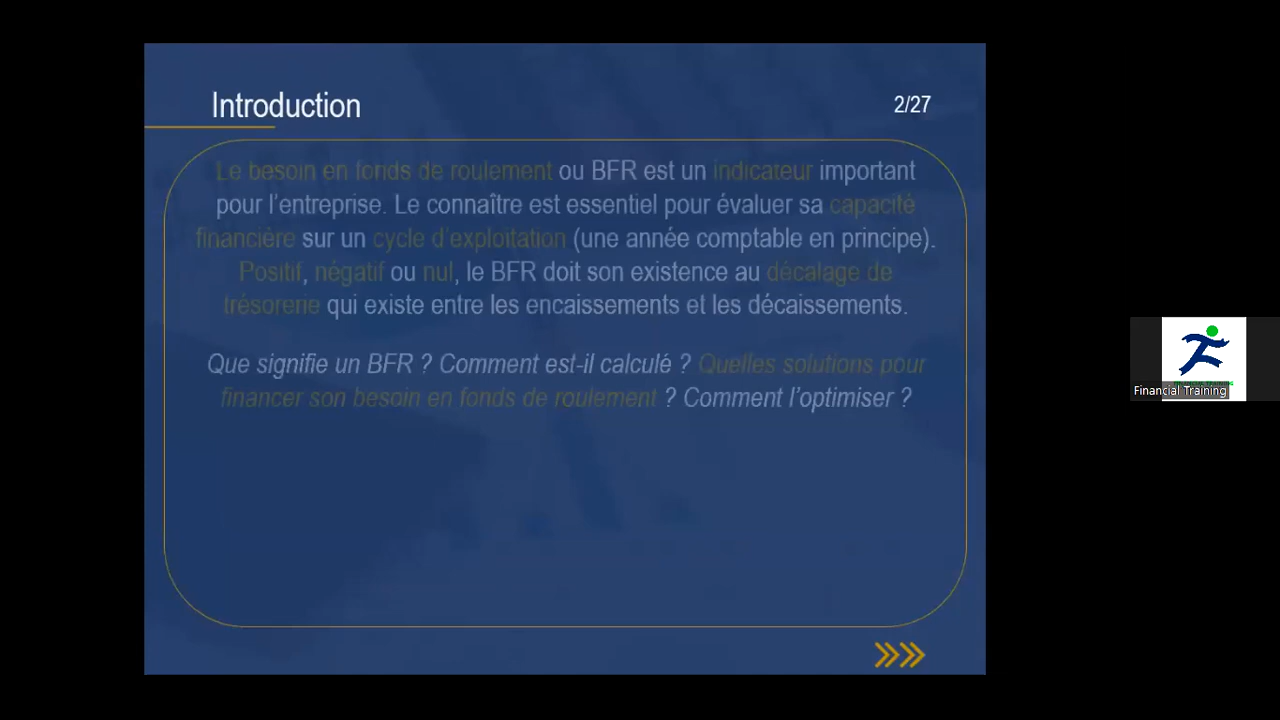 Introduction
2/27
Le besoin en fonds de roulement ou BFR est un indicateur important
pour l'entreprise. Le connaître est essentiel pour évaluer sa capacité
financière sur un cycle d'exploitation (une année comptable en principe).
Positif, négatif ou nul, le BFR doit son existence au décalage de
trésorerie qui existe entre les encaissements et les décaissements.
Que signifie un BFR ? Comment est-il calculé ? Quelles solutions pour
financer son besoin en fonds de roulement ? Comment l'optimiser ?
Financial Training